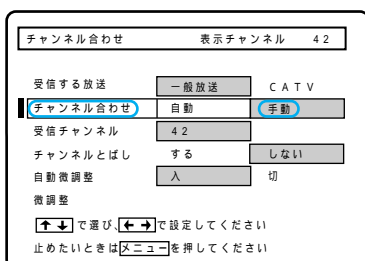 チャンネル合わせ 表示チャンネル 42
受信する放送 一般放送 CATV
チャンネル合わせ 自動 手動
受信チャンネル 42
チャンネルとばし する しない
自動微調整 入 切
微調整
↑↓で選び、←→で設定してください
止めたいときはメニューを押してください